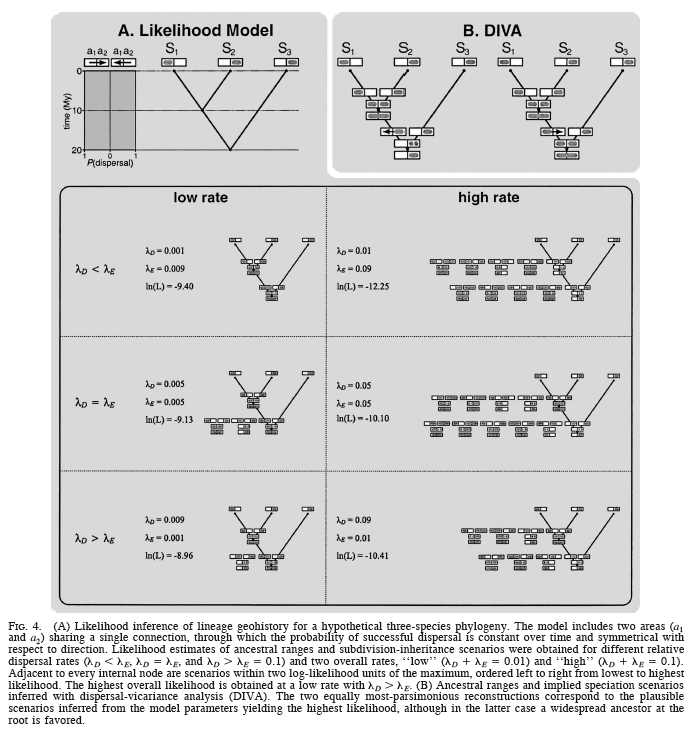 A. Likelihood Model
B. DIVA
a1a2 a1a2
S1
S2
S3
S1
S2
S3
S1
S2
S3
time (My)
0
10
20
1
0
1
P(dispersal)
low rate
high rate
λD < λE
λD = 0.001
λE = 0.009
ln(L) = -9.40
λD = 0.01
λE = 0.09
ln(L) = -12.25
λD = λE
λD = 0.005
λE = 0.005
ln(L) = -9.13
λD = 0.05
λE = 0.05
ln(L) = -10.10
λD > λE
λD = 0.009
λE = 0.001
ln(L) = -8.96
λD = 0.09
λE = 0.01
ln(L) = -10.41
FIG. 4. (A) Likelihood inference of lineage geohistory for a hypothetical three-species phylogeny. The model includes two areas (a1
and a2) sharing a single connection, through which the probability of successful dispersal is constant over time and symmetrical with
respect to direction. Likelihood estimates of ancestral ranges and subdivision-inheritance scenarios were obtained for different relative
dispersal rates (λD < λE, λD = λE, and λD > λE = 0.1) and two overall rates, ‘‘low’’ (λD + λE = 0.01) and ‘‘high’’ (λD + λE = 0.1).
Adjacent to every internal node are scenarios within two log-likelihood units of the maximum, ordered left to right from lowest to highest
likelihood. The highest overall likelihood is obtained at a low rate with λD > λE. (B) Ancestral ranges and implied speciation scenarios
inferred with dispersal-vicariance analysis (DIVA). The two equally most-parsimonious reconstructions correspond to the plausible
scenarios inferred from the model parameters yielding the highest likelihood, although in the latter case a widespread ancestor at the
root is favored.